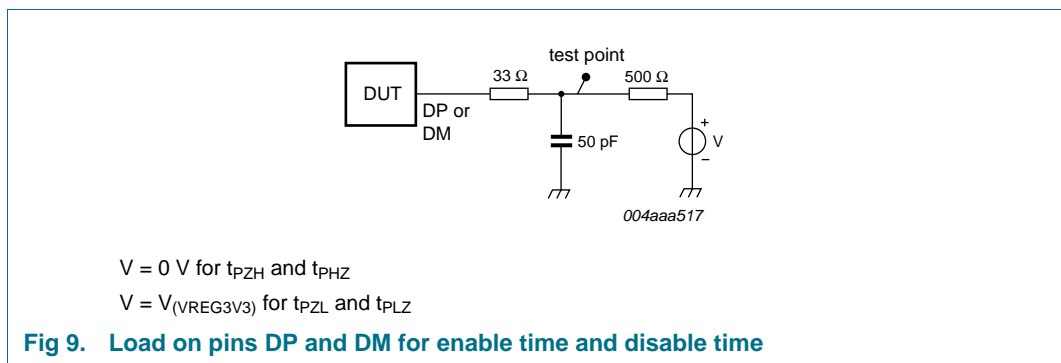 test point
33 Ω
500 Ω
DUT
DP or
DM
50 pF
+
V
−
004aaa517
V = 0 V for tPZH and tPHZ
V = V(VREG3V3) for tPZL and tPLZ
Fig 9. Load on pins DP and DM for enable time and disable time